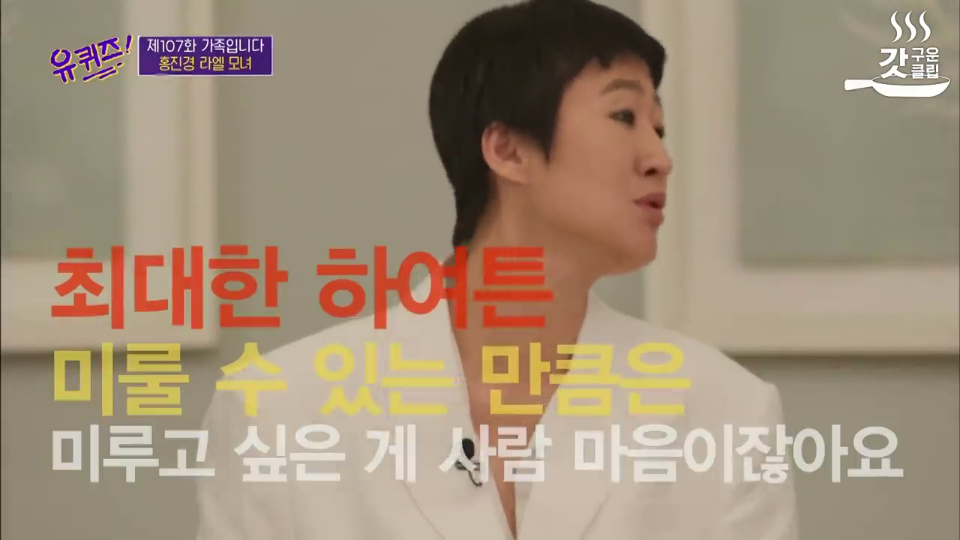 유퀴즈!
제107화 가족입니다
홍진경 라엘 모녀
갓구운
클립
최대한 하여튼
미룰 수 있는 만큼은
미루고 싶은 게 사람 마음이잖아요